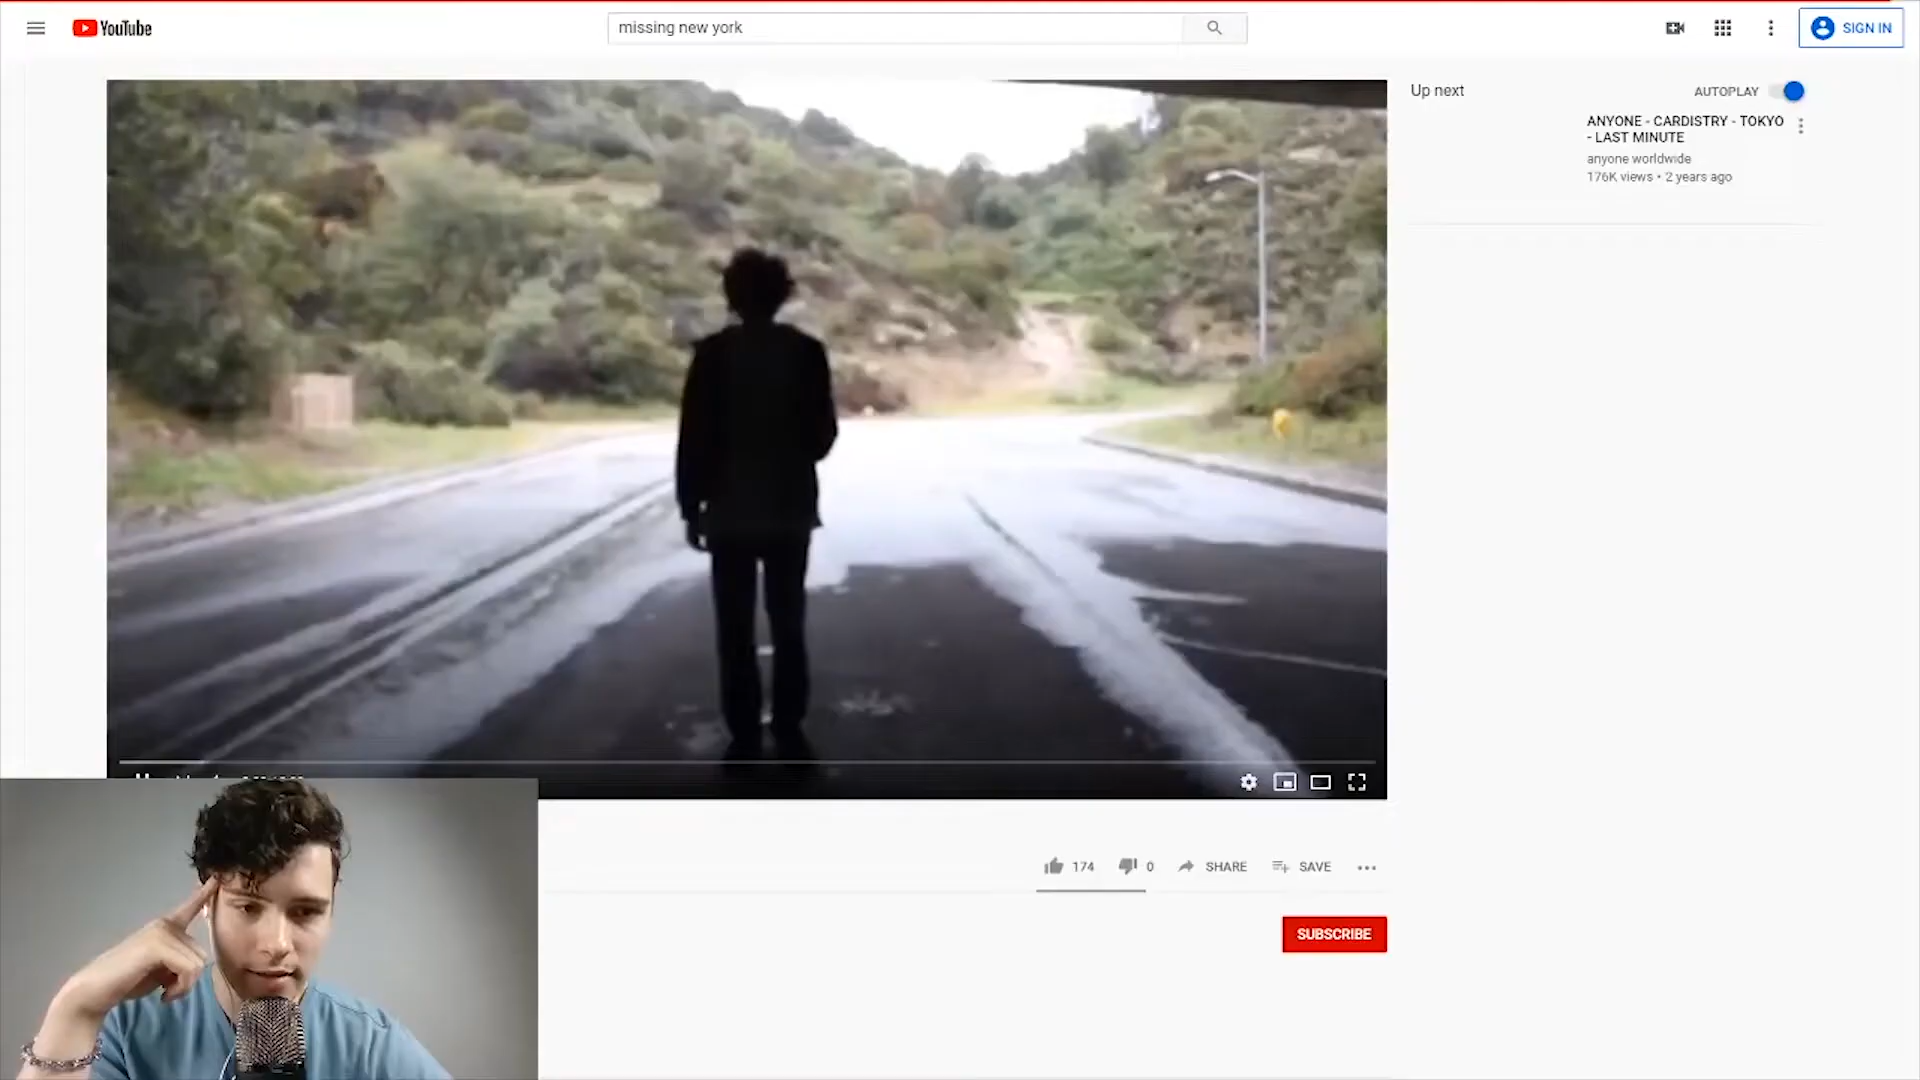 YouTube
missing new york
SIGN IN
Up next
AUTOPLAY
ANYONE - CARDISTRY - TOKYO
- LAST MINUTE
anyone worldwide
176K views • 2 years ago
174
0
SHARE
SAVE
SUBSCRIBE